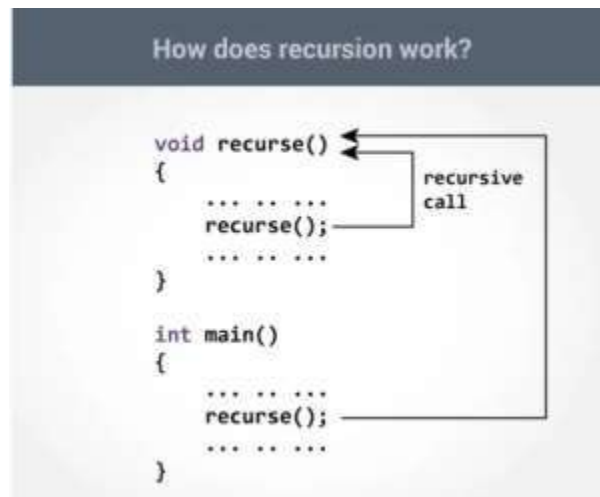 How does recursion work?
void recurse()
{
... .. ...
recurse();
... .. ...
}
recursive
call
int main()
{
... .. ...
recurse();
... .. ...
}